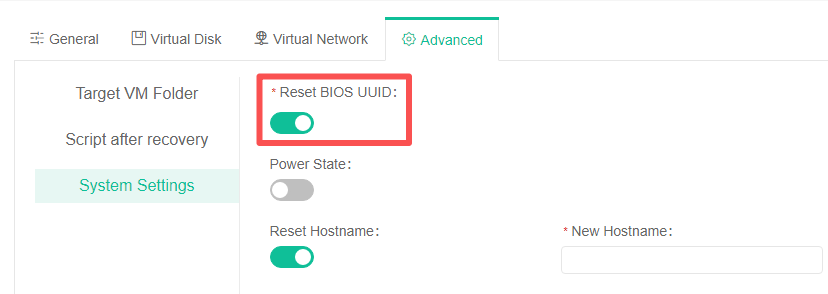 General
Virtual Disk
Virtual Network
Advanced
Target VM Folder
Script after recovery
System Settings
* Reset BIOS UUID:
Power State:
Reset Hostname:
* New Hostname: